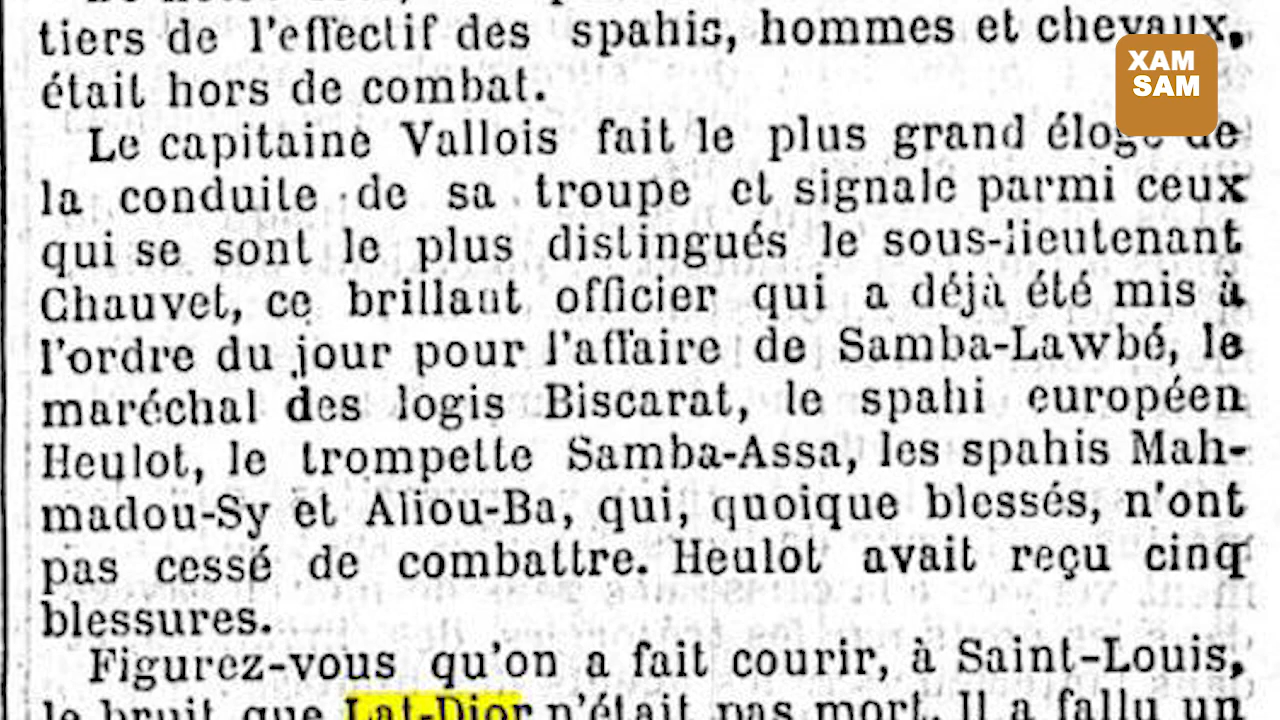 tiers de l'effectif des spahis, hommes et chevaux,
était hors de combat.
XAM
SAM
Le capitaine Vallois fait le plus grand éloge de
la conduite de sa troupe et signale parmi ceux
qui se sont le plus distingués le sous-lieutenant
Chauvet, ce brillant officier qui a déjà été mis à
l'ordre du jour pour l'affaire de Samba-Lawbé, le
maréchal des logis Biscarat, le spahi européen
Heulot, le trompette Samba-Assa, les spahis Mah-
madou-Sy et Aliou-Ba, qui, quoique blessés, n'ont
pas cessé de combattre. Heulot avait reçu cinq
blessures.
Figurez-vous qu'on a fait courir, à Saint-Louis,
le bruit que Lat-Dior n'était pas mort. Il a fallu un